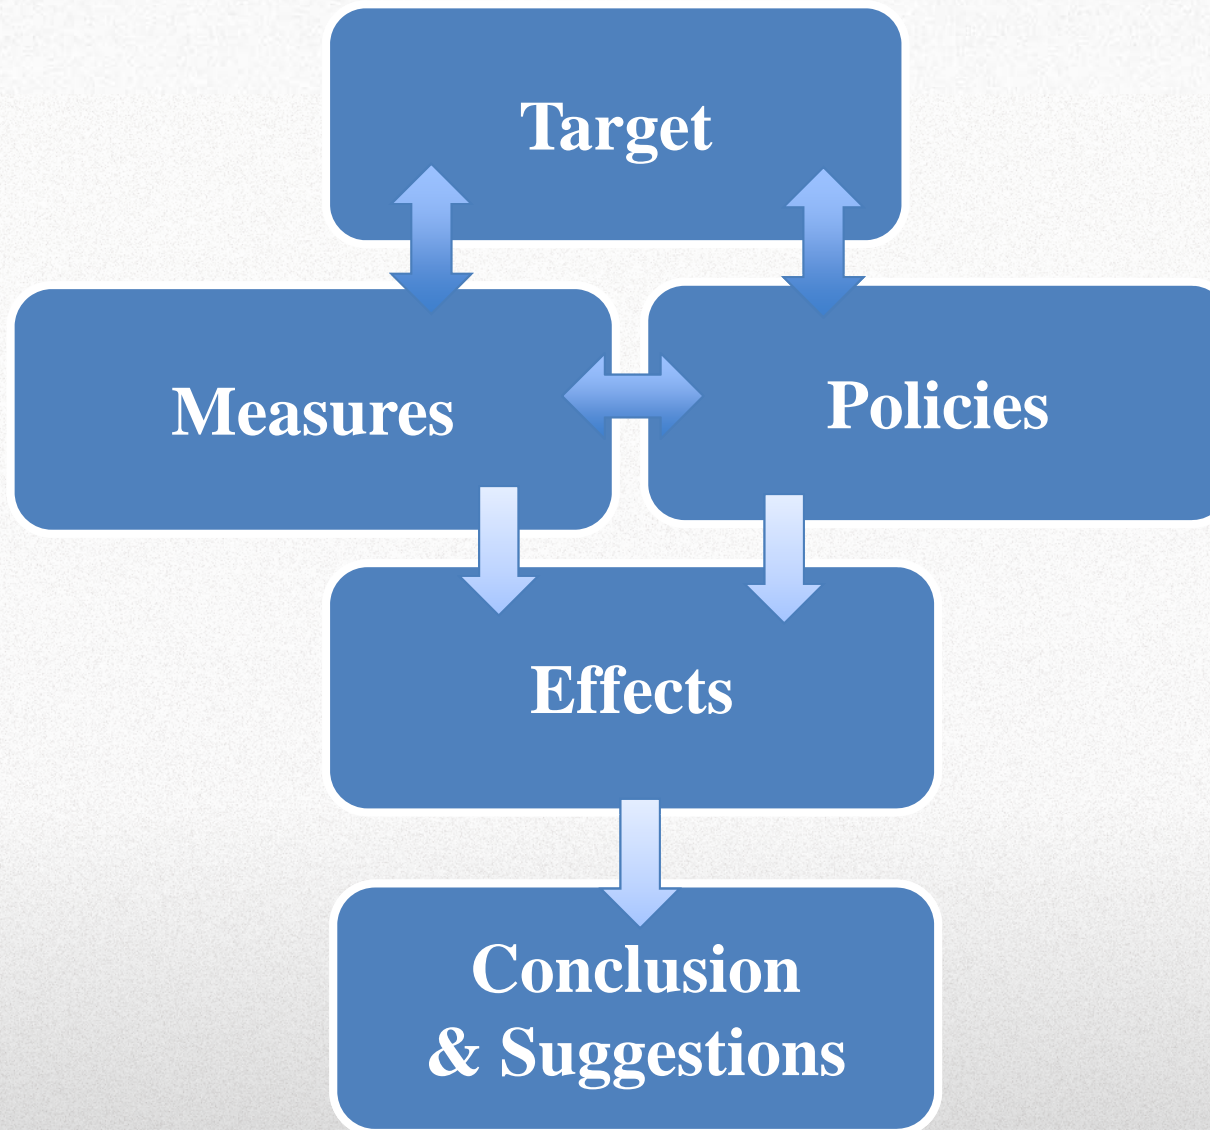 Target
Measures
Policies
Effects
Conclusion
& Suggestions